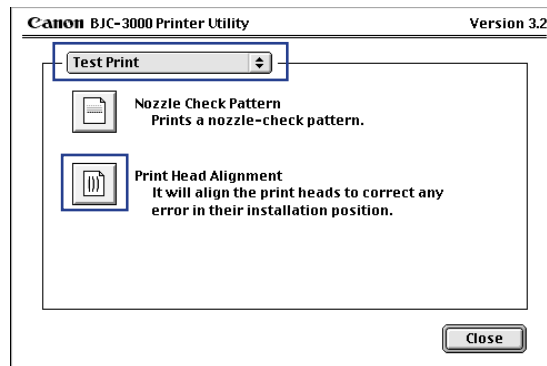 Canon BJC-3000 Printer Utility Version 3.2
Test Print
Nozzle Check Pattern
Prints a nozzle-check pattern.
Print Head Alignment
It will align the print heads to correct any
error in their installation position.
Close